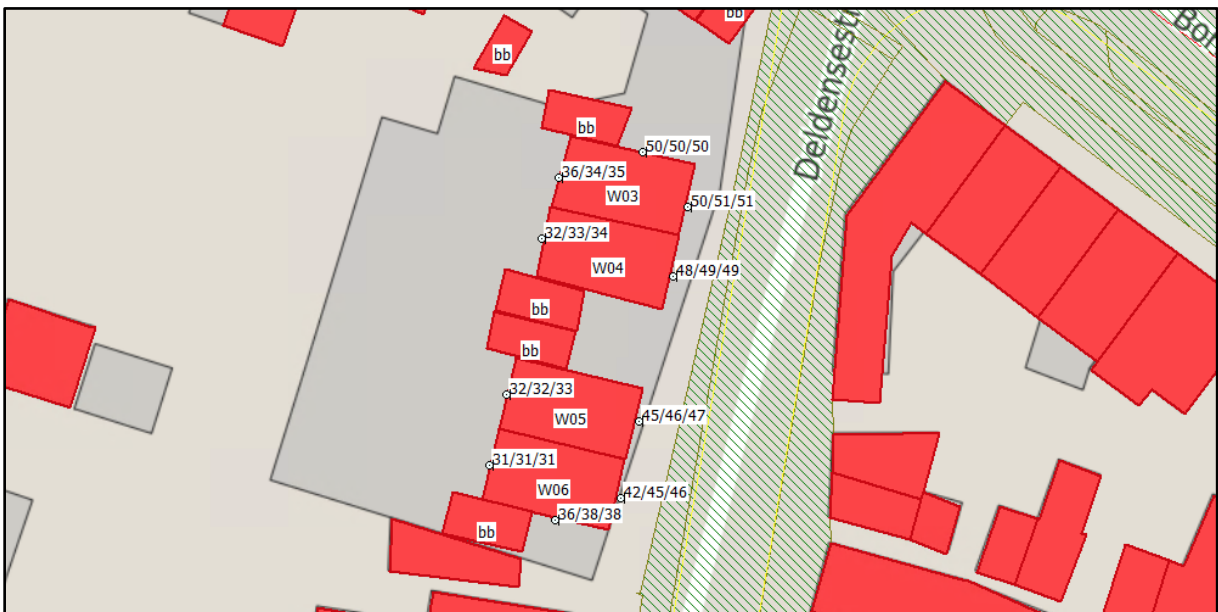 bb
bb
Deldensestr
bb
50/50/50
36/34/35
W03
50/51/51
32/33/34
W04
48/49/49
bb
bb
32/32/33
W05
45/46/47
31/31/31
W06
42/45/46
36/38/38
bb